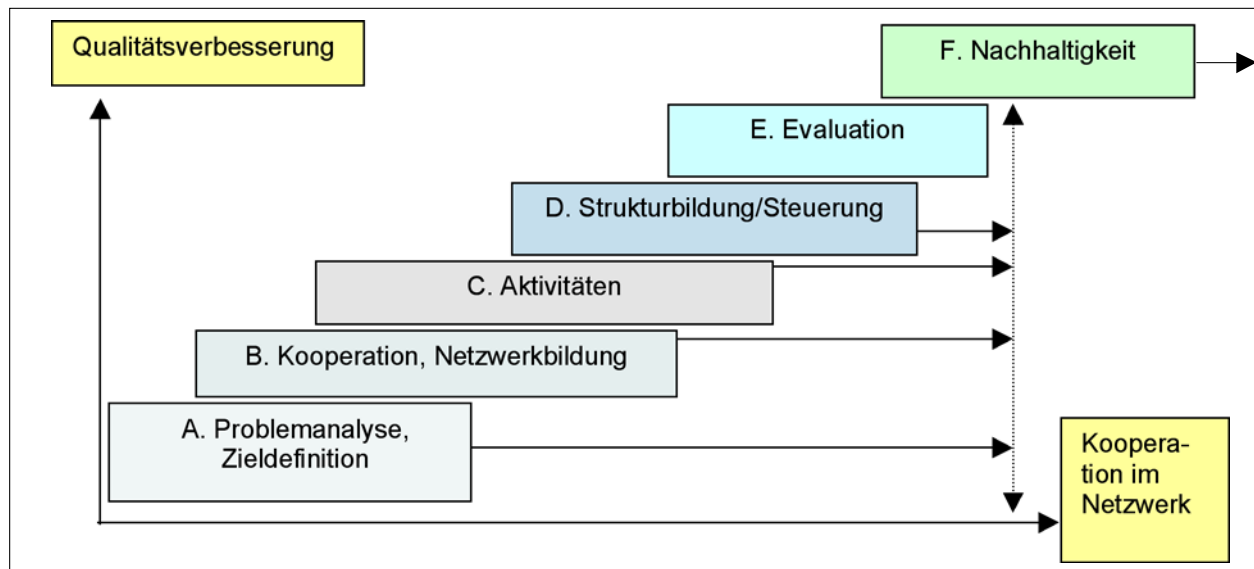 Qualitätsverbesserung
F. Nachhaltigkeit
E. Evaluation
D. Strukturbildung/Steuerung
C. Aktivitäten
B. Kooperation, Netzwerkbildung
A. Problemanalyse,
Zieldefinition
Koopera-
tion im
Netzwerk